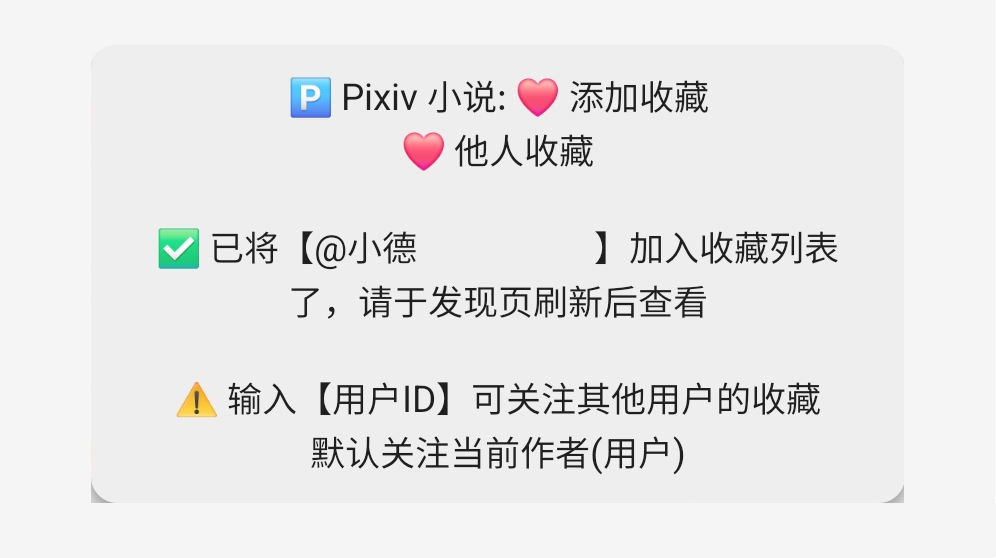 🅿️ Pixiv 小说: ❤️ 添加收藏
❤️ 他人收藏
✅ 已将【@小德 】加入收藏列表
了，请于发现页刷新后查看
⚠️ 输入【用户ID】可关注其他用户的收藏
默认关注当前作者(用户)